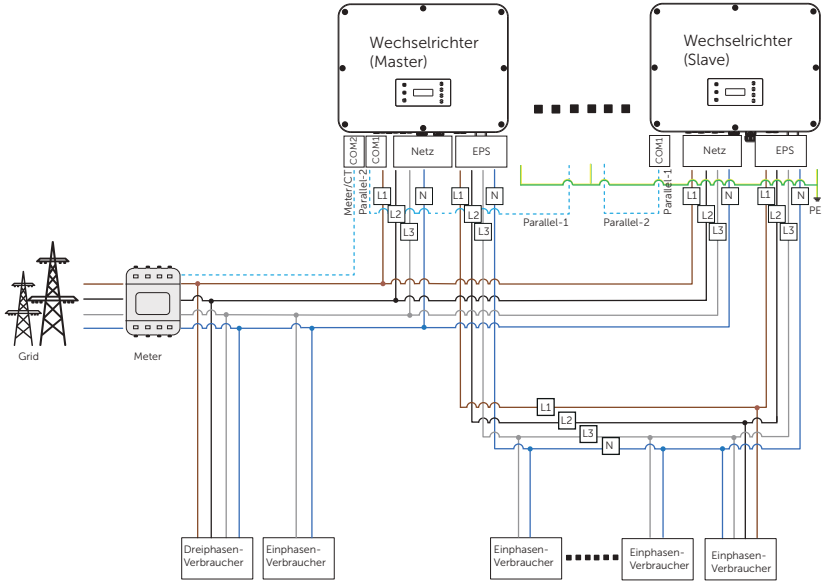 Wechselrichter
(Master)
Wechselrichter
(Slave)
COM2
COM1
Netz
EPS
COM1
Netz
EPS
Meter/CT
Parallel-2
Parallel-1
L1
L2
L3
N
L1
L2
L3
N
Parallel-1
Parallel-2
L1
L2
L3
N
L1
L2
L3
N
PE
Grid
Meter
L1
L2
L3
N
Dreiphasen-
Verbraucher
Einphasen-
Verbraucher
Einphasen-
Verbraucher
Einphasen-
Verbraucher
Einphasen-
Verbraucher